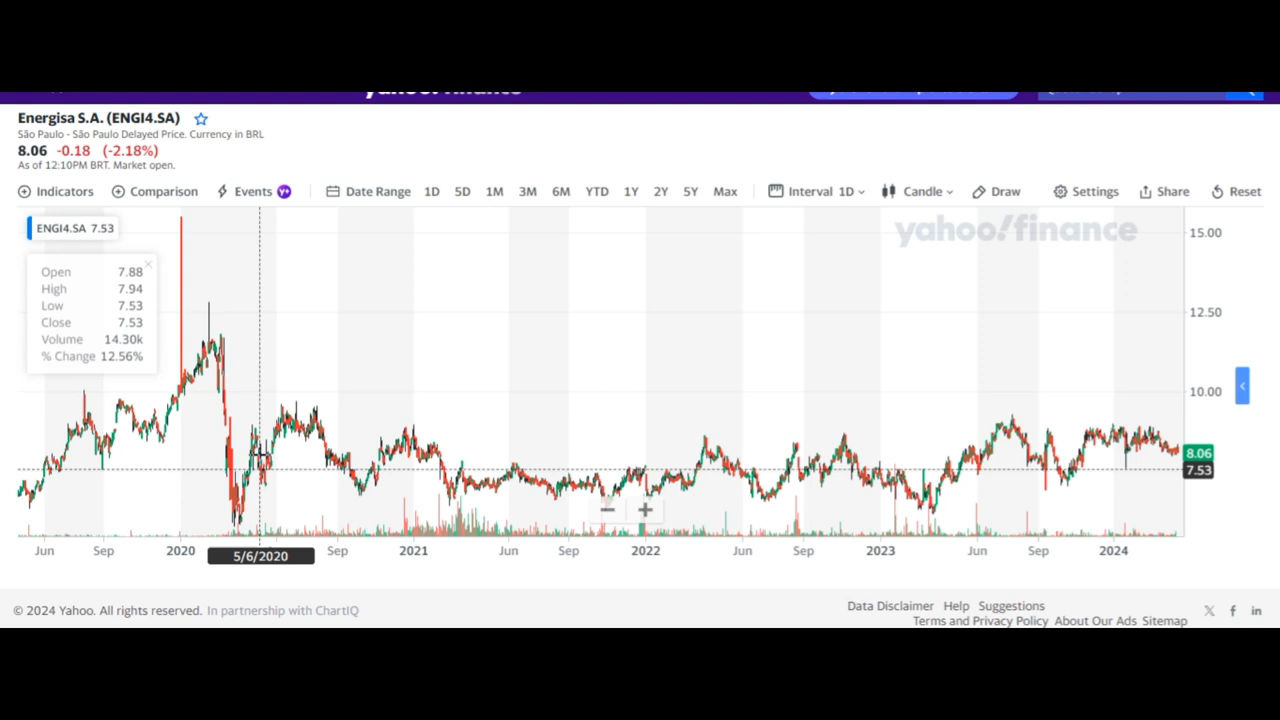 yahoo! finance
Energisa S.A. (ENGI4.SA)
São Paulo - São Paulo Delayed Price. Currency in BRL
8.06 -0.18 (-2.18%)
As of 12:10PM BRT. Market open.
Indicators Comparison Events Y+ Date Range 1D 5D 1M 3M 6M YTD 1Y 2Y 5Y Max Interval 1D Candle Draw Settings Share Reset
ENGI4.SA 7.53
yahoo!finance
15.00
Open 7.88
High 7.94
Low 7.53
Close 7.53
Volume 14.30k
% Change 12.56%
12.50
10.00
8.06
7.53
Jun Sep 2020 5/6/2020 Sep 2021 Jun Sep 2022 Jun Sep 2023 Jun Sep 2024
© 2024 Yahoo. All rights reserved. In partnership with ChartIQ
Data Disclaimer Help Suggestions
Terms and Privacy Policy About Our Ads Sitemap